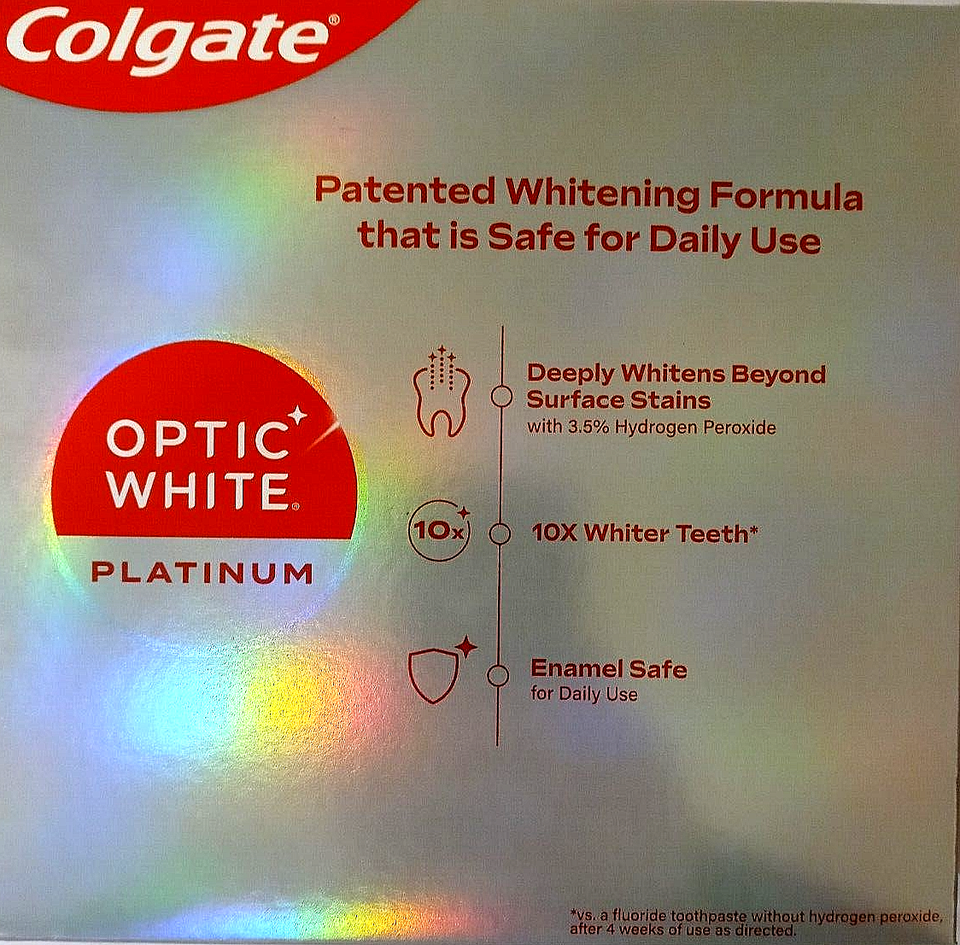 Colgate®
Patented Whitening Formula
that is Safe for Daily Use
OPTIC
WHITE®
PLATINUM
Deeply Whitens Beyond
Surface Stains
with 3.5% Hydrogen Peroxide
10x
10X Whiter Teeth*
Enamel Safe
for Daily Use
*vs. a fluoride toothpaste without hydrogen peroxide,
after 4 weeks of use as directed.